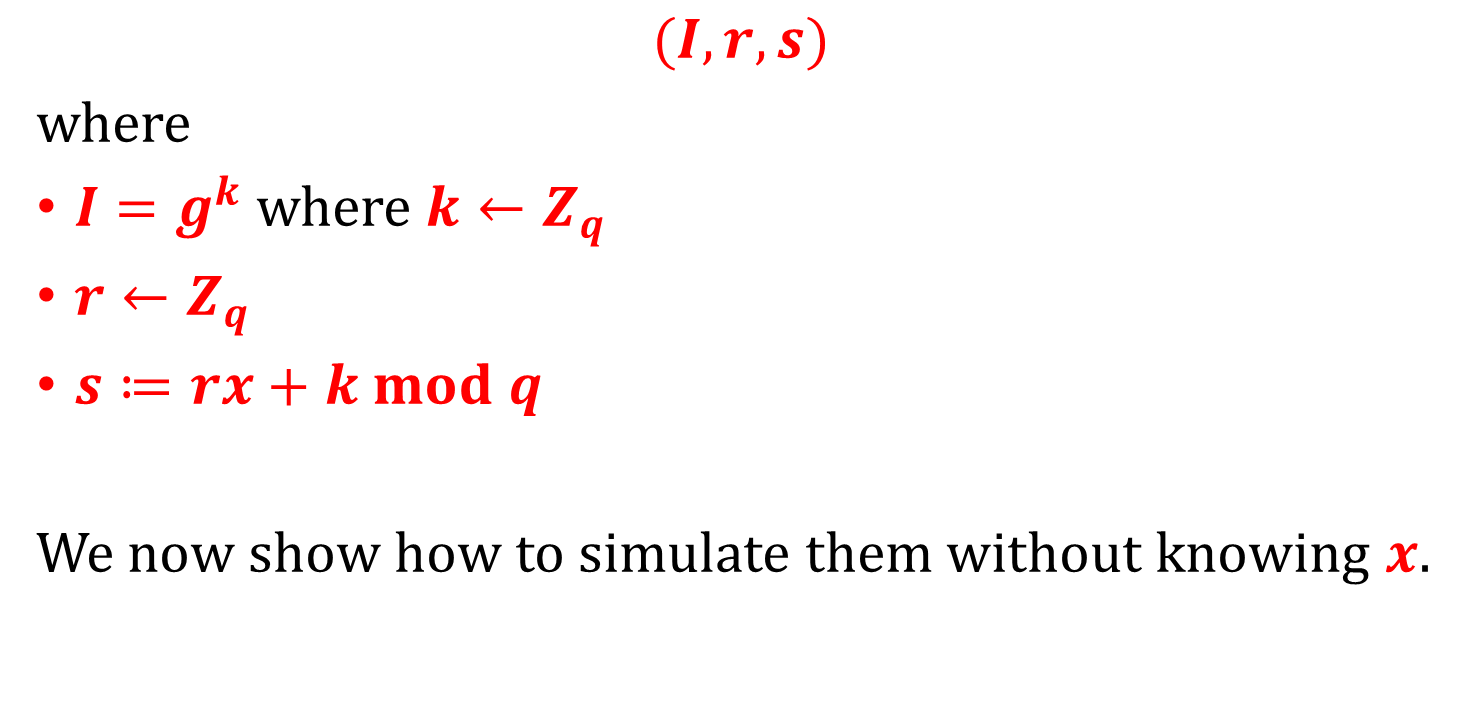 (I, r, s)
where
• I = g^k where k ← Z_q
• r ← Z_q
• s ≔ rx + k mod q
We now show how to simulate them without knowing x.